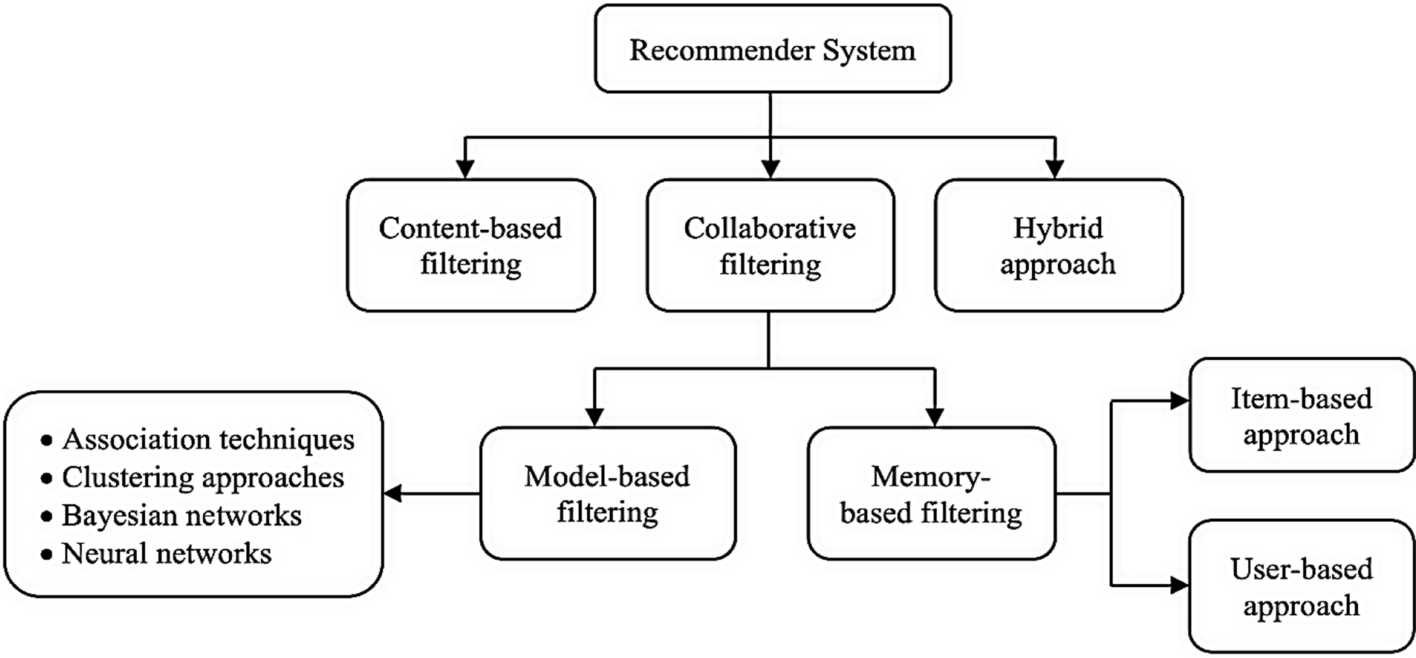 Recommender System
Content-based
filtering
Collaborative
filtering
Hybrid
approach
• Association techniques
• Clustering approaches
• Bayesian networks
• Neural networks
Model-based
filtering
Memory-
based filtering
Item-based
approach
User-based
approach